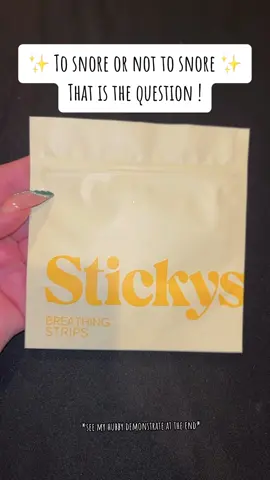 ✨ To snore or not to snore ✨
That is the question !
Stickys
BREATHING
STRIPS
*see my hubby demonstrate at the end*